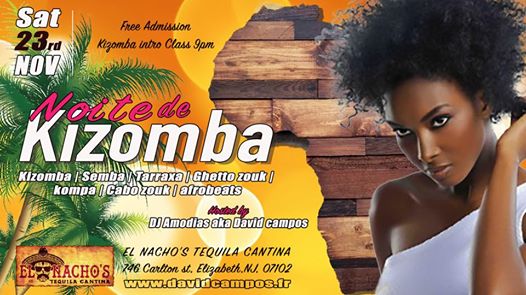 Sat
23rd
NOV
Free Admission
Kizomba intro Class 9pm
Noite de
Kizomba
Kizomba | Semba | Tarraxa | Ghetto zouk |
kompa | Cabo zouk | afrobeats
Hosted by
DJ Amodias aka David campos
EL NACHO'S
TEQUILA CANTINA
EL NACHO'S TEQUILA CANTINA
746 Carlton st, Elizabeth.NJ, 07102
www.davidcampos.fr